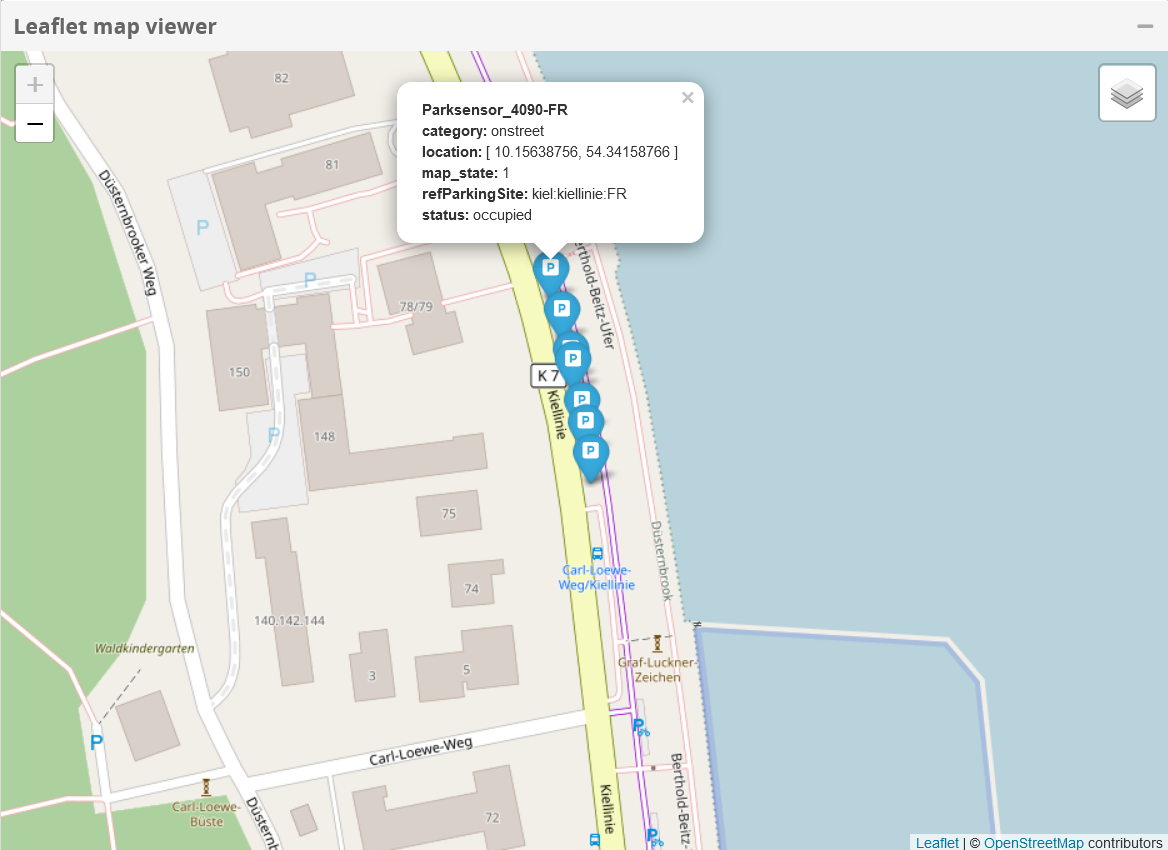 Leaflet map viewer
+
−
82
Parksensor_4090-FR
category: onstreet
location: [ 10.15638756, 54.34158766 ]
map_state: 1
refParkingSite: kiel:kiellinie:FR
status: occupied
×
81
Düsternbrooker Weg
P
P
78/79
Berthold-Beitz-Ufer
P
P
P
P
P
P
K 7
Kiellinie
150
148
P
75
Düsternbrook
Carl-Loewe-
Weg/Kiellinie
74
140.142.144
Waldkindergarten
Graf-Luckner-
Zeichen
3
5
P
P
Carl-Loewe-Weg
Berthold-Beitz-
Carl-Loewe-
Büste
Düsternb
Kiellinie
72
P
Leaflet | © OpenStreetMap contributors